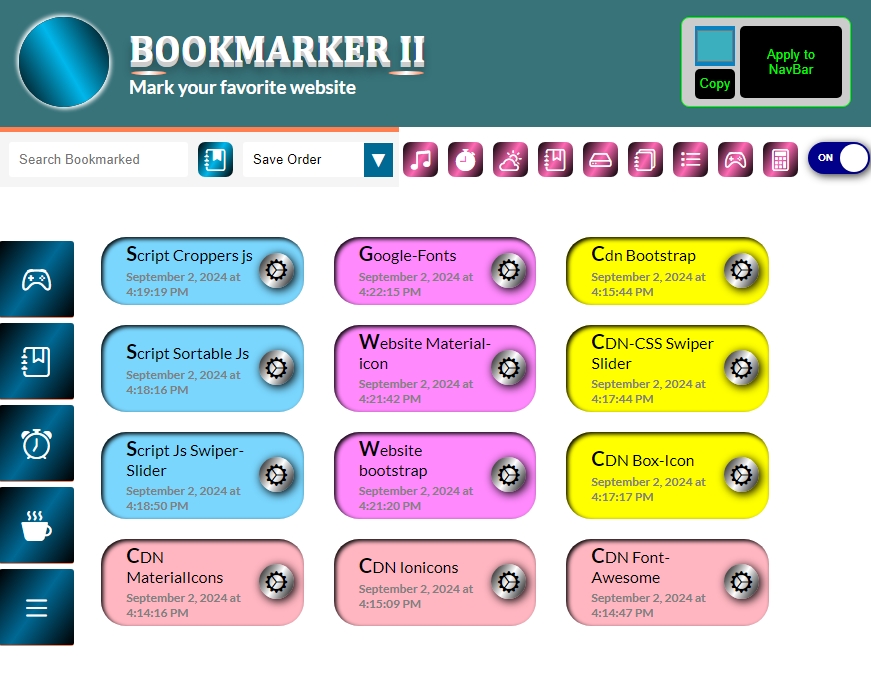 BOOKMARKER II
Mark your favorite website
Copy
Apply to
NavBar
Search Bookmarked
Save Order
ON
Script Croppers js
September 2, 2024 at
4:19:19 PM
Google-Fonts
September 2, 2024 at
4:22:15 PM
Cdn Bootstrap
September 2, 2024 at
4:15:44 PM
Script Sortable Js
September 2, 2024 at
4:18:16 PM
Website Material-
icon
September 2, 2024 at
4:21:42 PM
CDN-CSS Swiper
Slider
September 2, 2024 at
4:17:44 PM
Script Js Swiper-
Slider
September 2, 2024 at
4:18:50 PM
Website
bootstrap
September 2, 2024 at
4:21:20 PM
CDN Box-Icon
September 2, 2024 at
4:17:17 PM
CDN
MaterialIcons
September 2, 2024 at
4:14:16 PM
CDN Ionicons
September 2, 2024 at
4:15:09 PM
CDN Font-
Awesome
September 2, 2024 at
4:14:47 PM